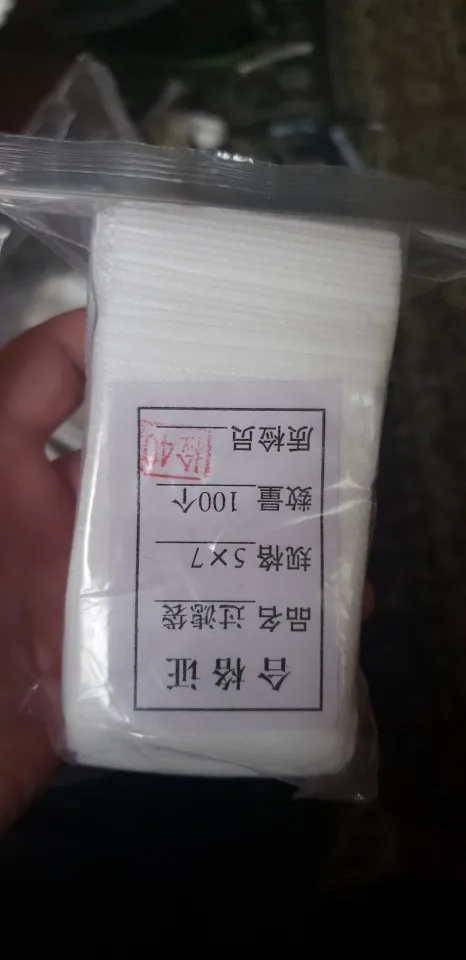 合格证
品名 过滤袋
规格 5×7
数量 100个
质检员
检40